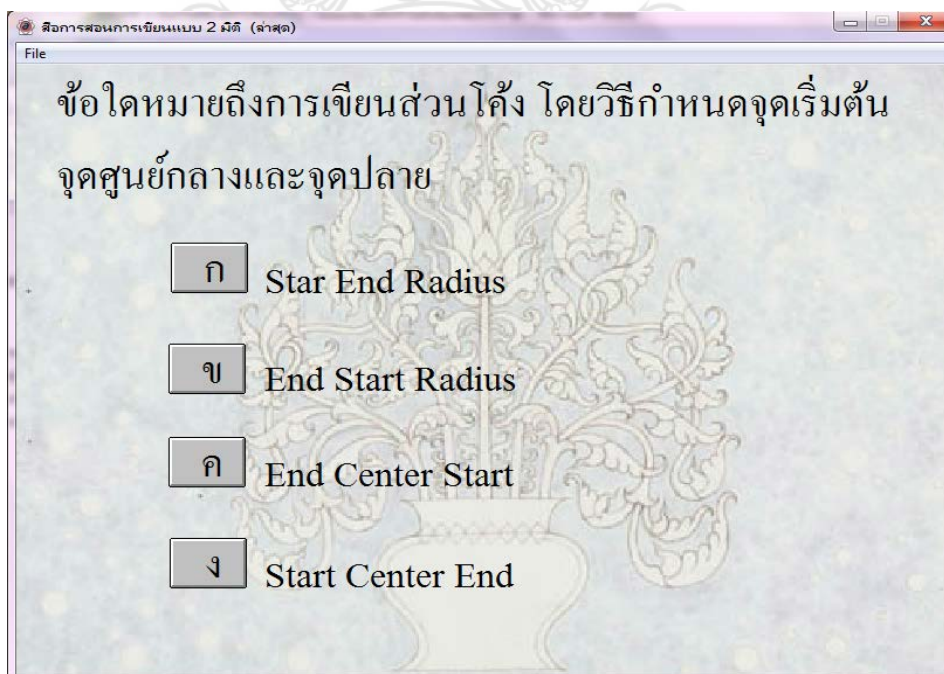 สื่อการสอนการเขียนแบบ 2 มิติ (ล่าสุด)
File
ข้อใดหมายถึงการเขียนส่วนโค้ง โดยวิธีกำหนดจุดเริ่มต้น
จุดศูนย์กลางและจุดปลาย
ก Star End Radius
ข End Start Radius
ค End Center Start
ง Start Center End